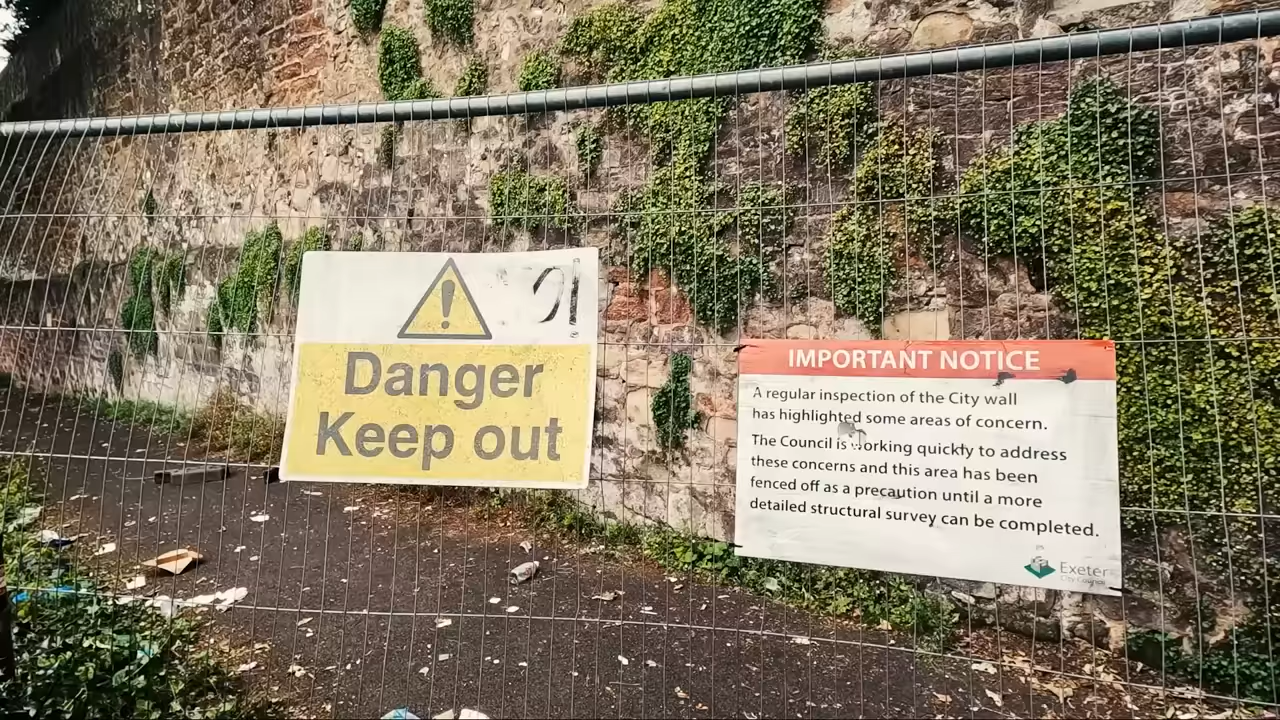 Danger
Keep out
IMPORTANT NOTICE
A regular inspection of the City wall
has highlighted some areas of concern.
The Council is working quickly to address
these concerns and this area has been
fenced off as a precaution until a more
detailed structural survey can be completed.
Exeter
City Council